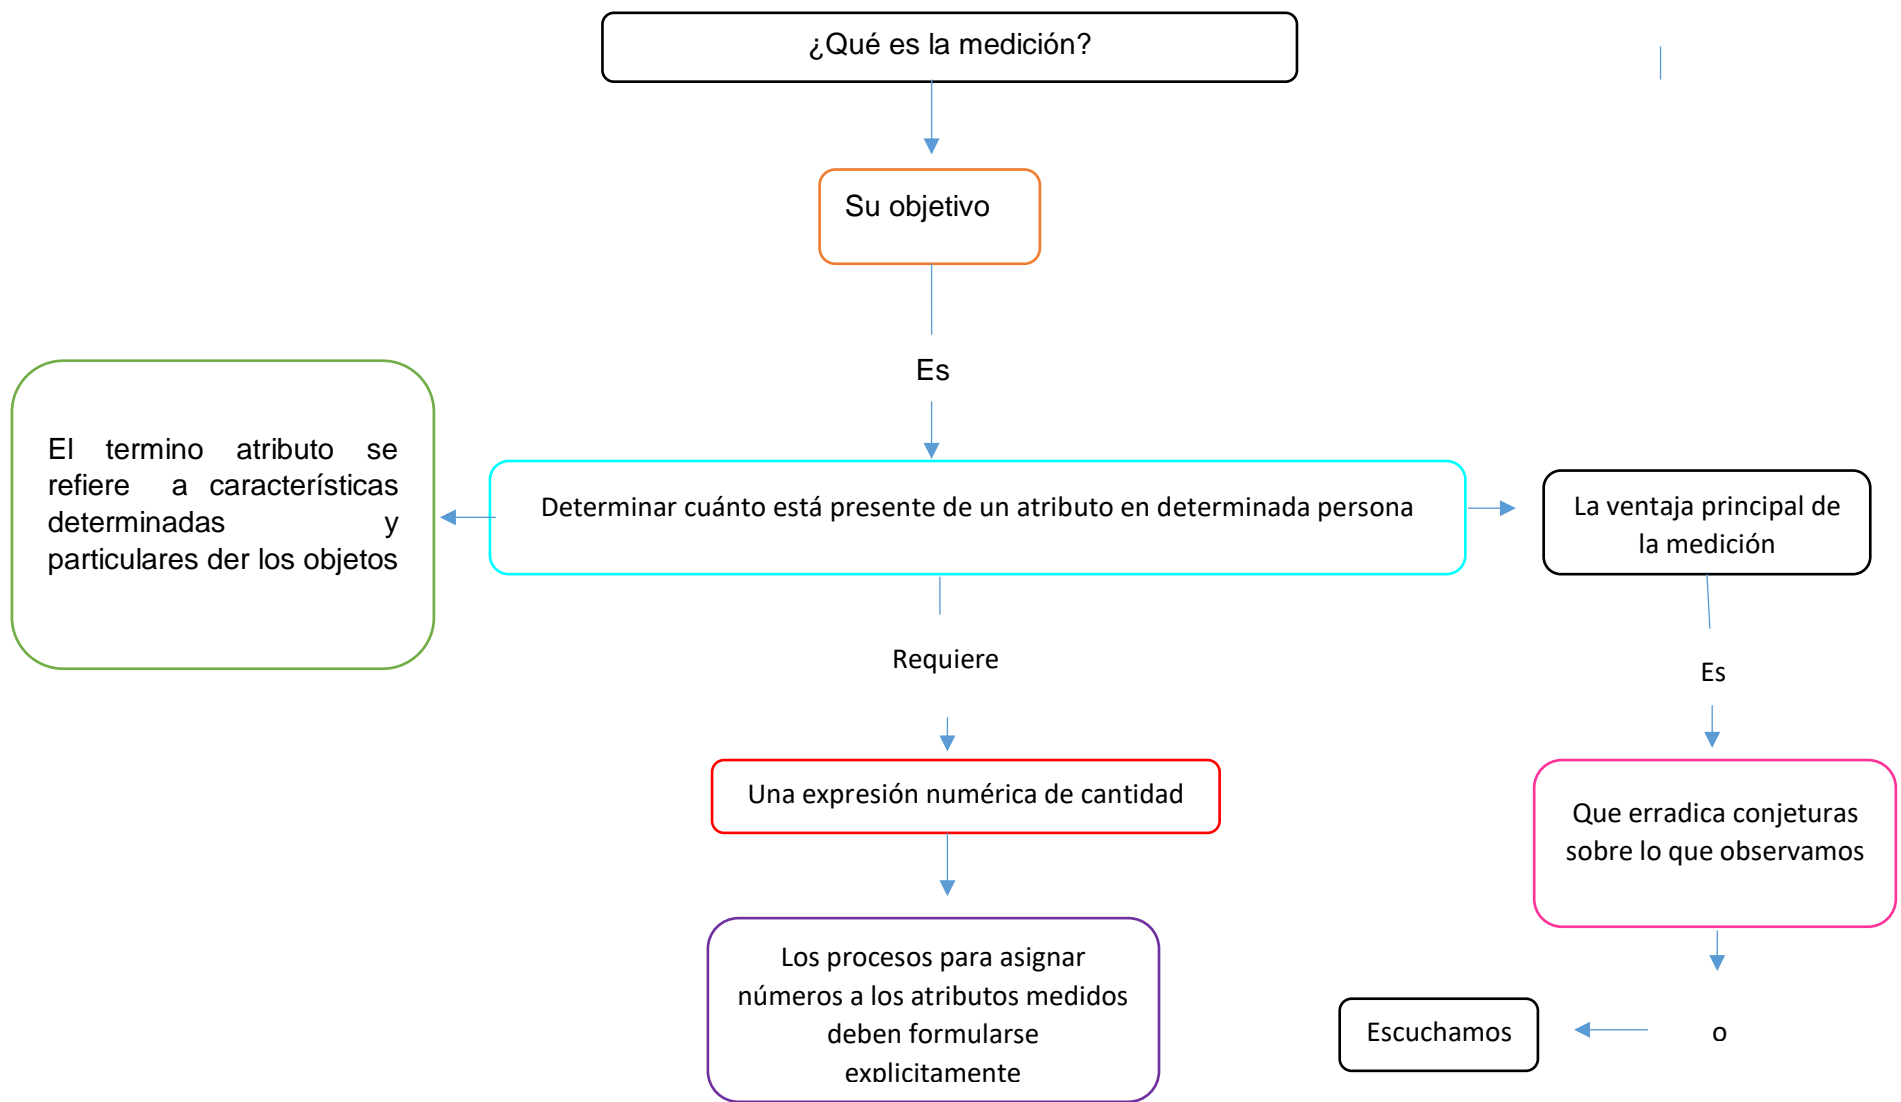 ¿Qué es la medición?
Su objetivo
Es
El termino atributo se
refiere a características
determinadas y
particulares der los objetos
Determinar cuánto está presente de un atributo en determinada persona
La ventaja principal de
la medición
Requiere
Es
Una expresión numérica de cantidad
Que erradica conjeturas
sobre lo que observamos
Los procesos para asignar
números a los atributos medidos
deben formularse
explicitamente
Escuchamos
o